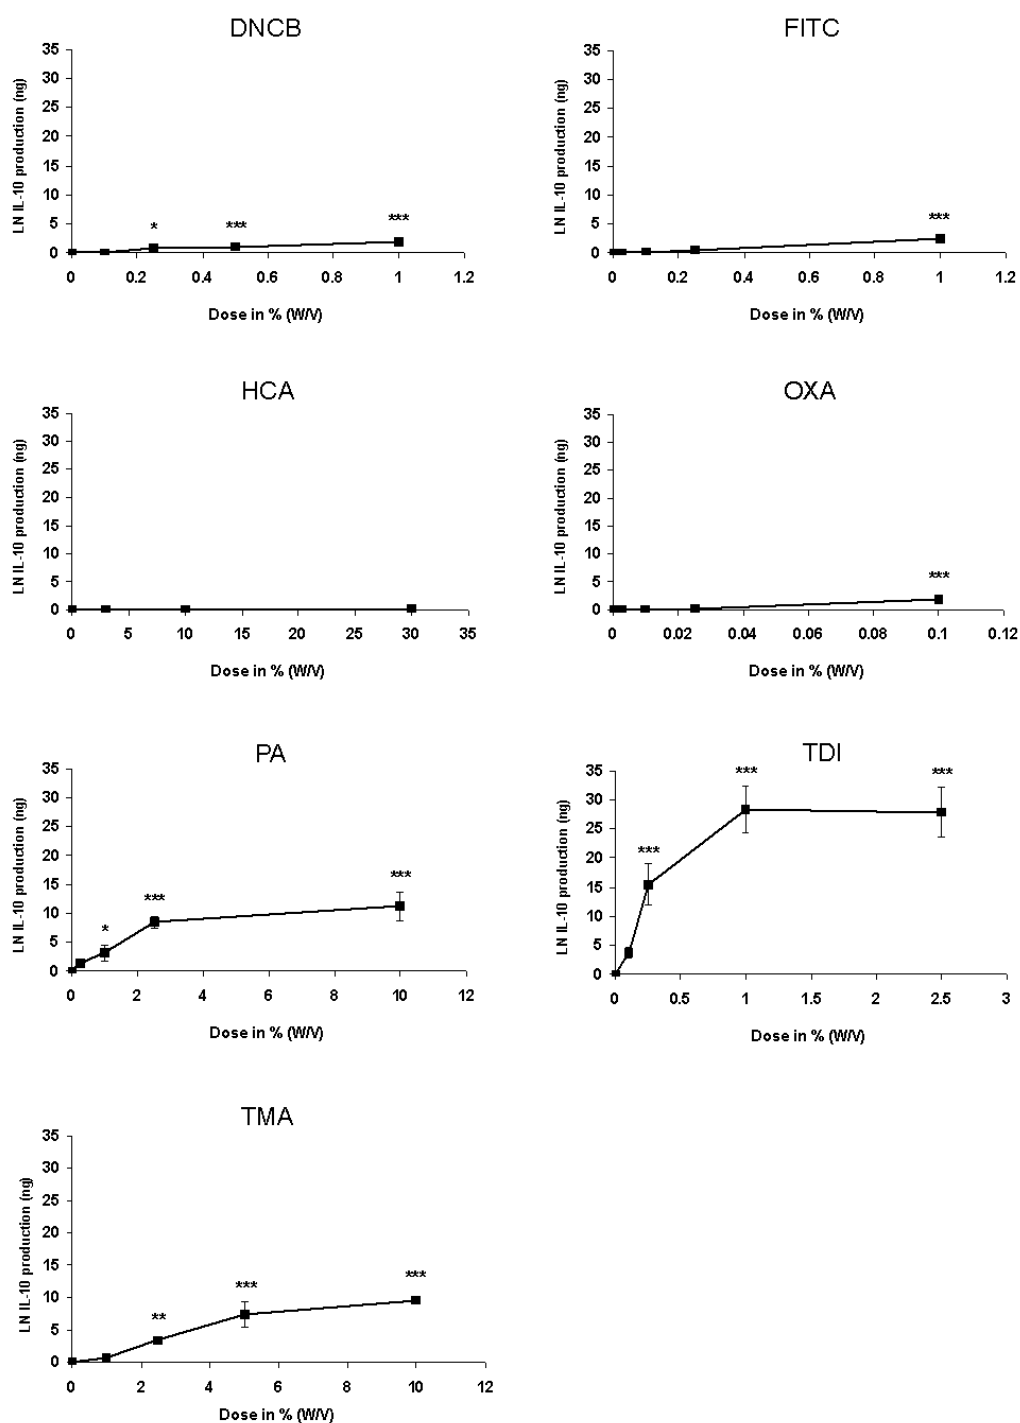 DNCB
35
30
25
20
15
10
5
0
LN IL-10 production (ng)
* *** ***
0 0.2 0.4 0.6 0.8 1 1.2
Dose in % (W/V)
FITC
35
30
25
20
15
10
5
0
LN IL-10 production (ng)
***
0 0.2 0.4 0.6 0.8 1 1.2
Dose in % (W/V)
HCA
35
30
25
20
15
10
5
0
LN IL-10 production (ng)
0 5 10 15 20 25 30 35
Dose in % (W/V)
OXA
35
30
25
20
15
10
5
0
LN IL-10 production (ng)
***
0 0.02 0.04 0.06 0.08 0.1 0.12
Dose in % (W/V)
PA
35
30
25
20
15
10
5
0
LN IL-10 production (ng)
* *** ***
0 2 4 6 8 10 12
Dose in % (W/V)
TDI
35
30
25
20
15
10
5
0
LN IL-10 production (ng)
*** *** ***
0 0.5 1 1.5 2 2.5 3
Dose in % (W/V)
TMA
35
30
25
20
15
10
5
0
LN IL-10 production (ng)
** *** ***
0 2 4 6 8 10 12
Dose in % (W/V)